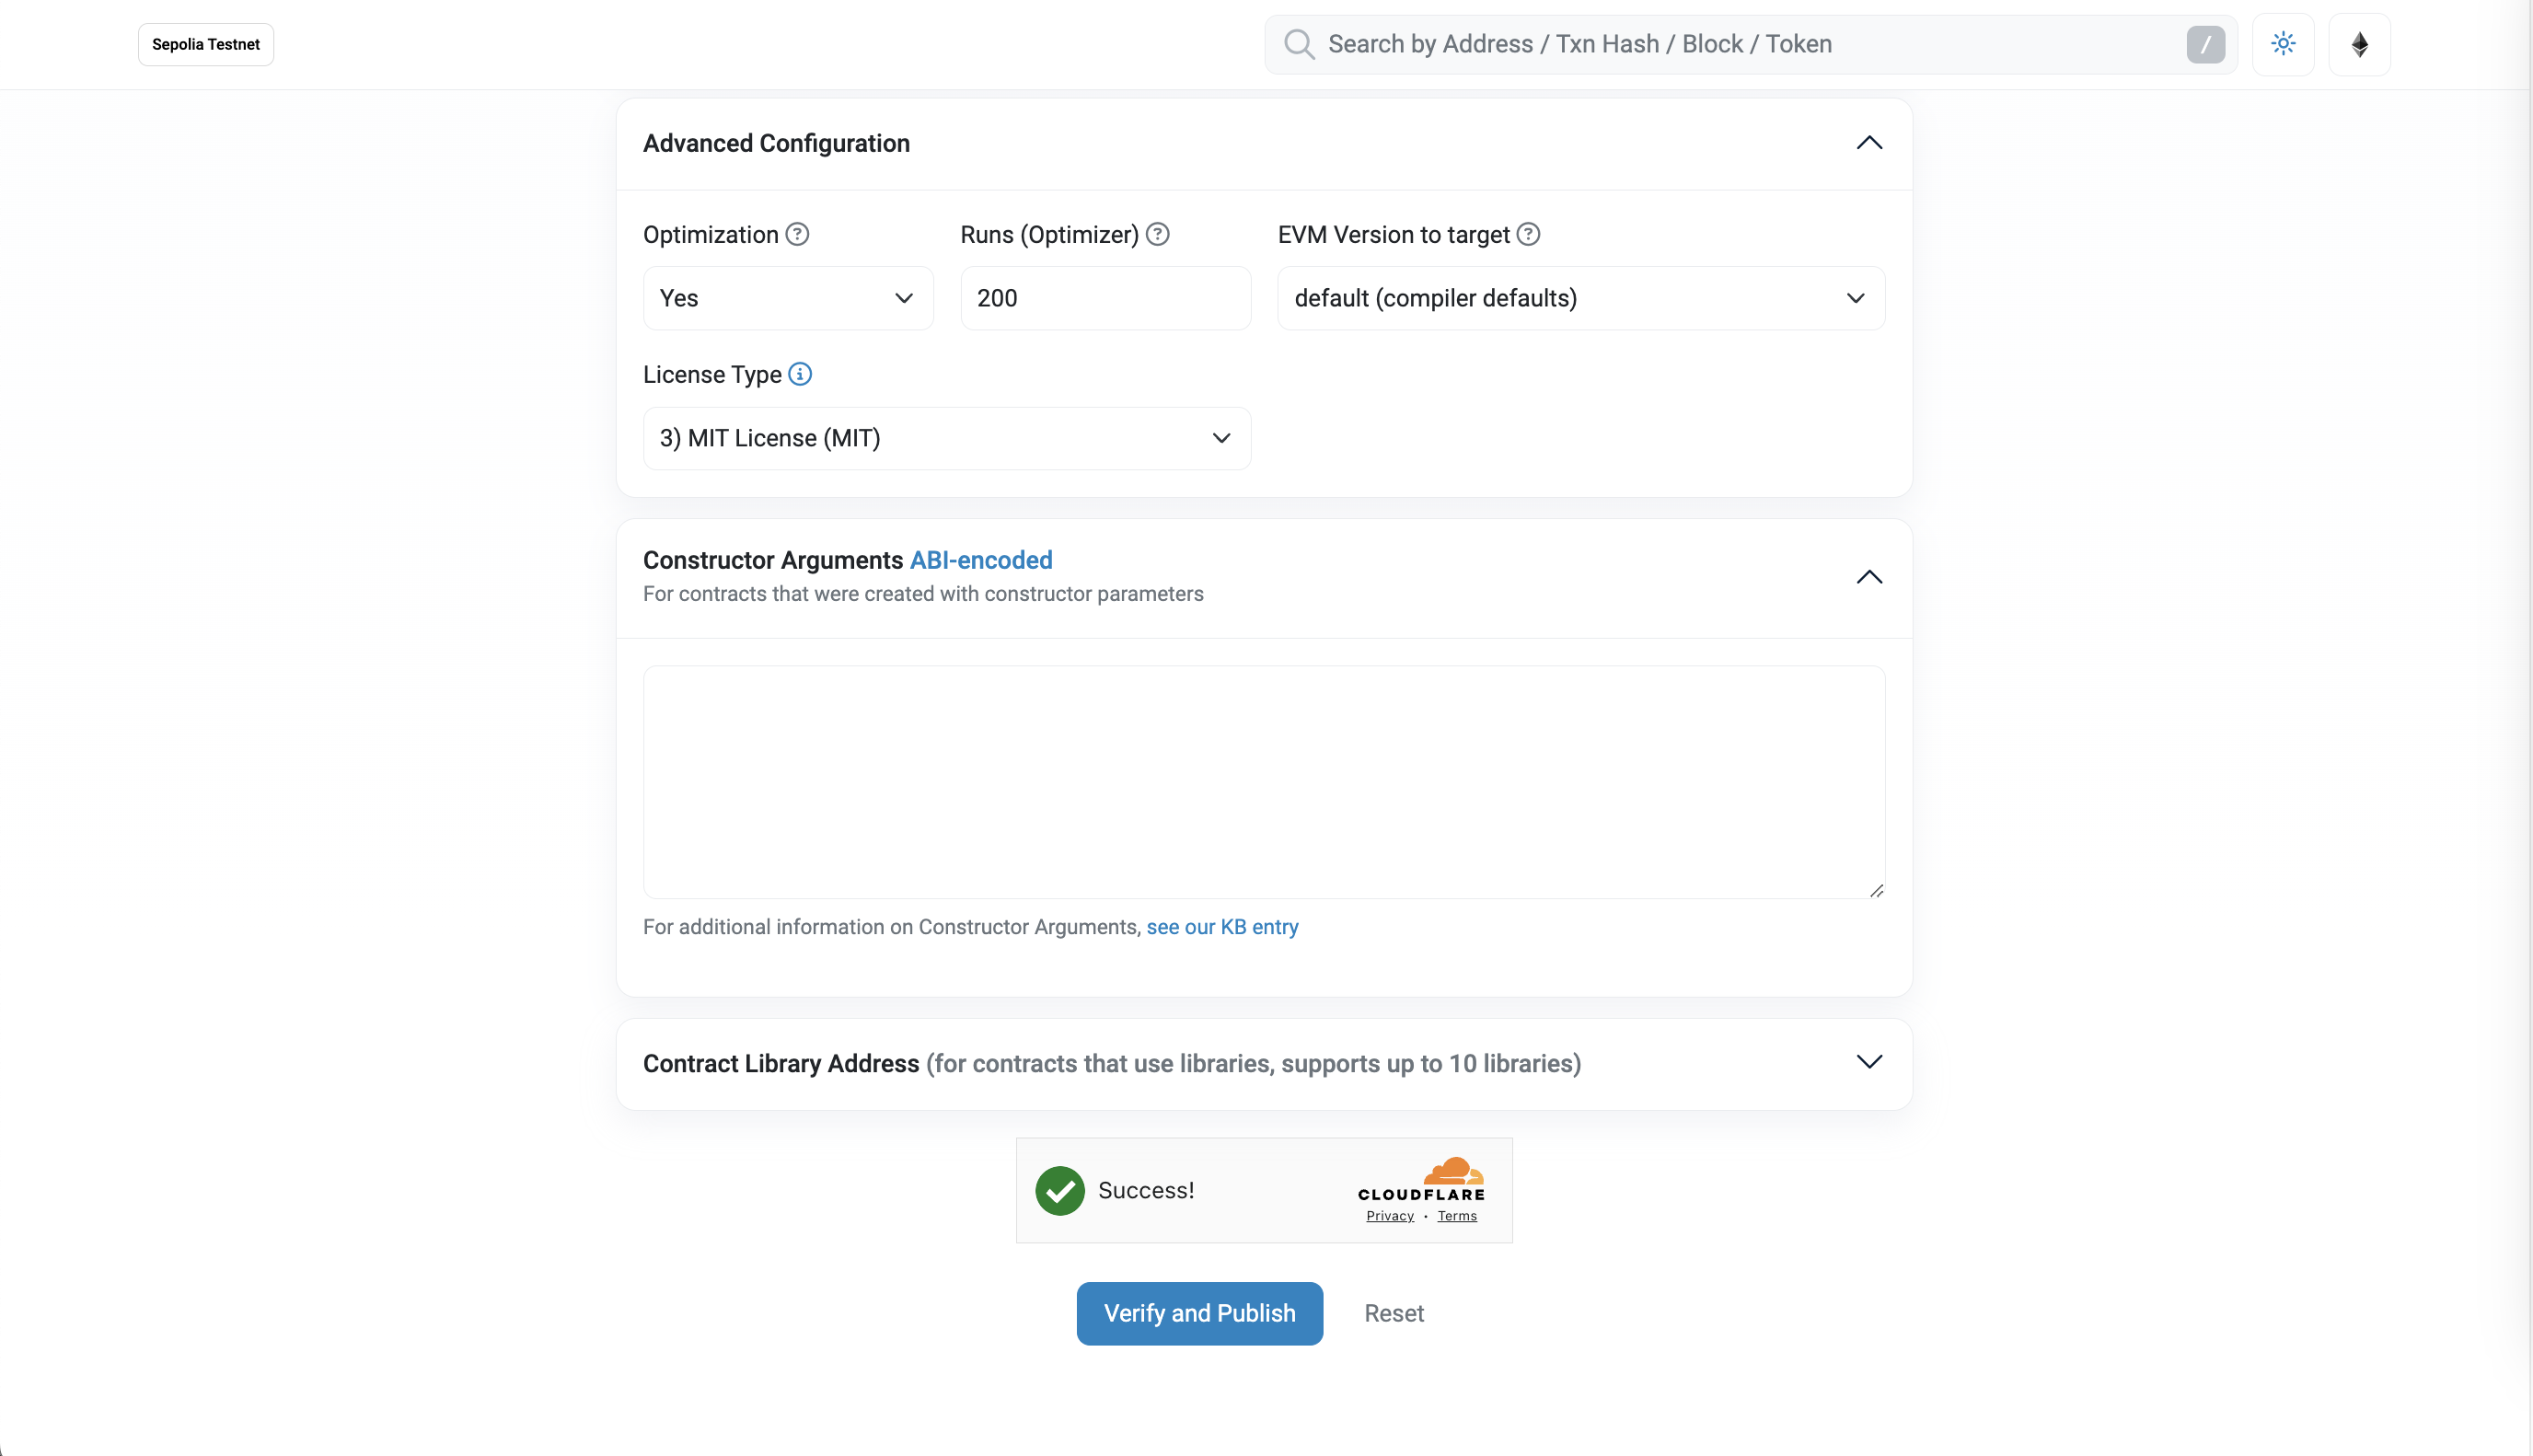 Sepolia Testnet
Search by Address / Txn Hash / Block / Token
/
Advanced Configuration
Optimization ?
Runs (Optimizer) ?
EVM Version to target ?
Yes
200
default (compiler defaults)
License Type i
3) MIT License (MIT)
Constructor Arguments ABI-encoded
For contracts that were created with constructor parameters
For additional information on Constructor Arguments, see our KB entry
Contract Library Address (for contracts that use libraries, supports up to 10 libraries)
Success!
CLOUDFLARE
Privacy • Terms
Verify and Publish
Reset